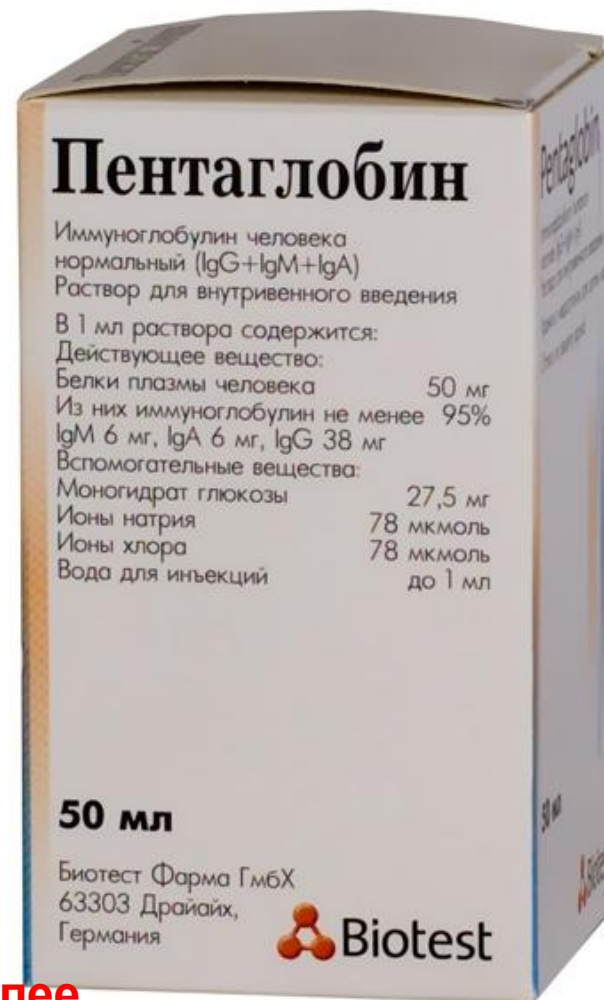 Пентаглобин
Иммуноглобулин человека
нормальный (IgG+IgM+IgA)
Раствор для внутривенного введения
В 1 мл раствора содержится:
Действующее вещество:
Белки плазмы человека 50 мг
Из них иммуноглобулин не менее 95%
IgM 6 мг, IgA 6 мг, IgG 38 мг
Вспомогательные вещества:
Моногидрат глюкозы 27,5 мг
Ионы натрия 78 мкмоль
Ионы хлора 78 мкмоль
Вода для инъекций до 1 мл
50 мл
Биотест Фарма ГмбХ
63303 Драйайх,
Германия
Biotest
Pentaglobin
50 мл